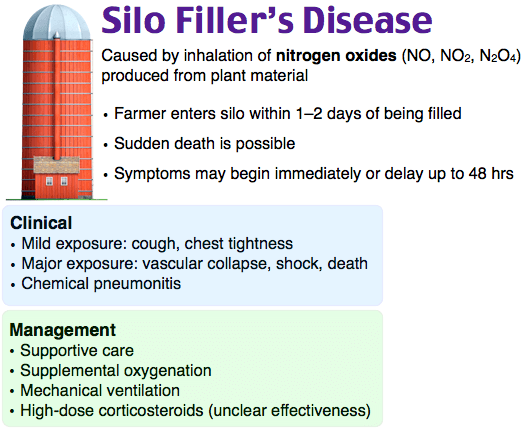 Silo Filler's Disease
Caused by inhalation of nitrogen oxides (NO, NO₂, N₂O₄)
produced from plant material
• Farmer enters silo within 1–2 days of being filled
• Sudden death is possible
• Symptoms may begin immediately or delay up to 48 hrs
Clinical
• Mild exposure: cough, chest tightness
• Major exposure: vascular collapse, shock, death
• Chemical pneumonitis
Management
• Supportive care
• Supplemental oxygenation
• Mechanical ventilation
• High-dose corticosteroids (unclear effectiveness)